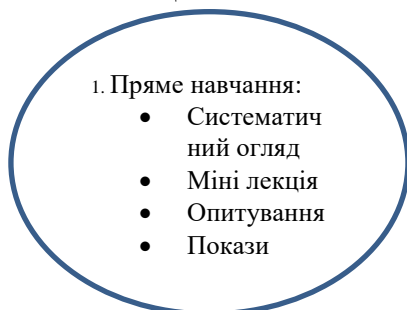 1. Пряме навчання:
• Систематич
ний огляд
• Міні лекція
• Опитування
• Покази